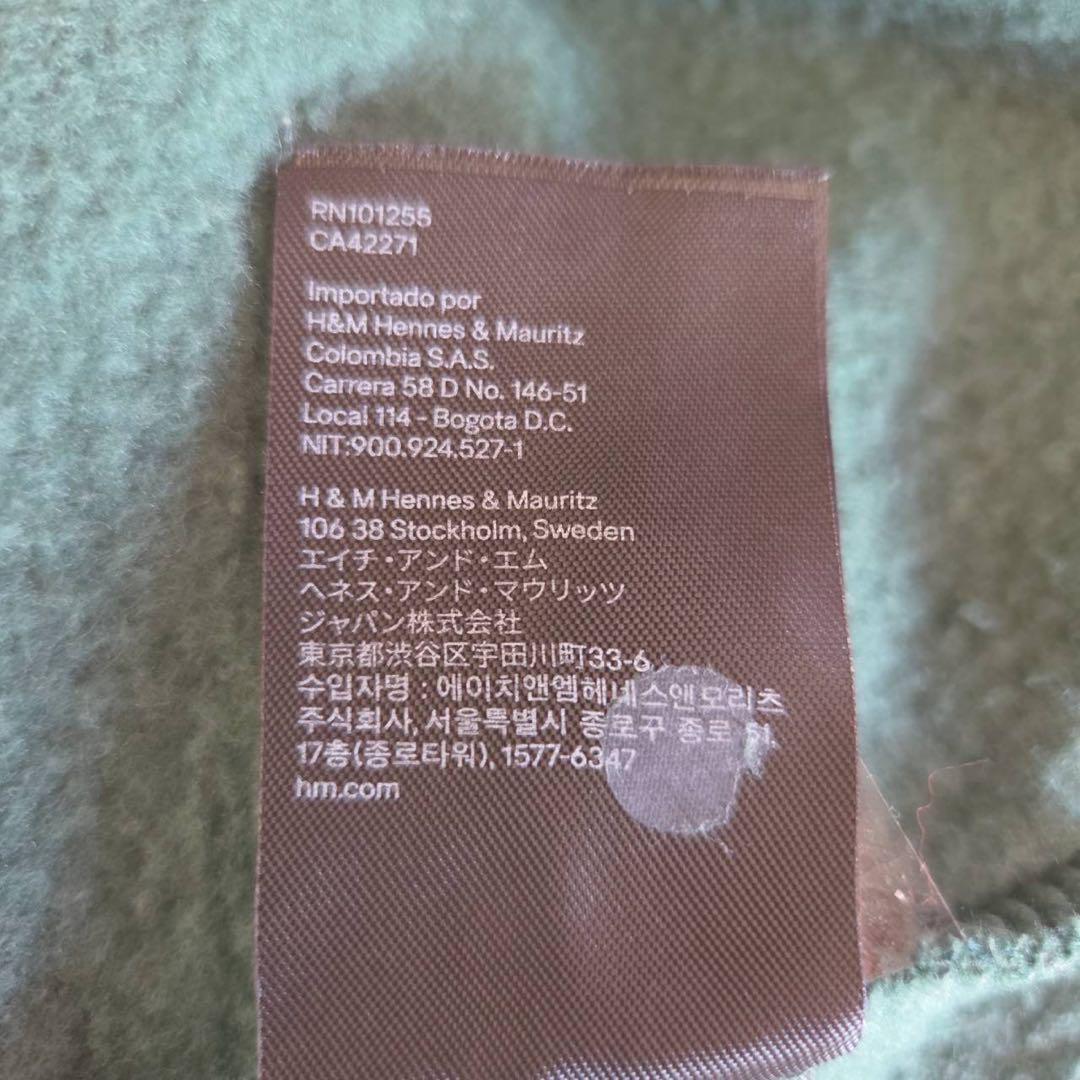 RN101255
CA42271
Importado por
H&M Hennes & Mauritz
Colombia S.A.S.
Carrera 58 D No. 146-51
Local 114 - Bogota D.C.
NIT:900.924.527-1
H & M Hennes & Mauritz
106 38 Stockholm, Sweden
エイチ・アンド・エム
ヘネス・アンド・マウリッツ
ジャパン株式会社
東京都渋谷区宇田川町33-6
수입자명 : 에이치앤엠헤네스앤모리츠
주식회사, 서울특별시 종로구 종로 51
17층(종로타워), 1577-6347
hm.com